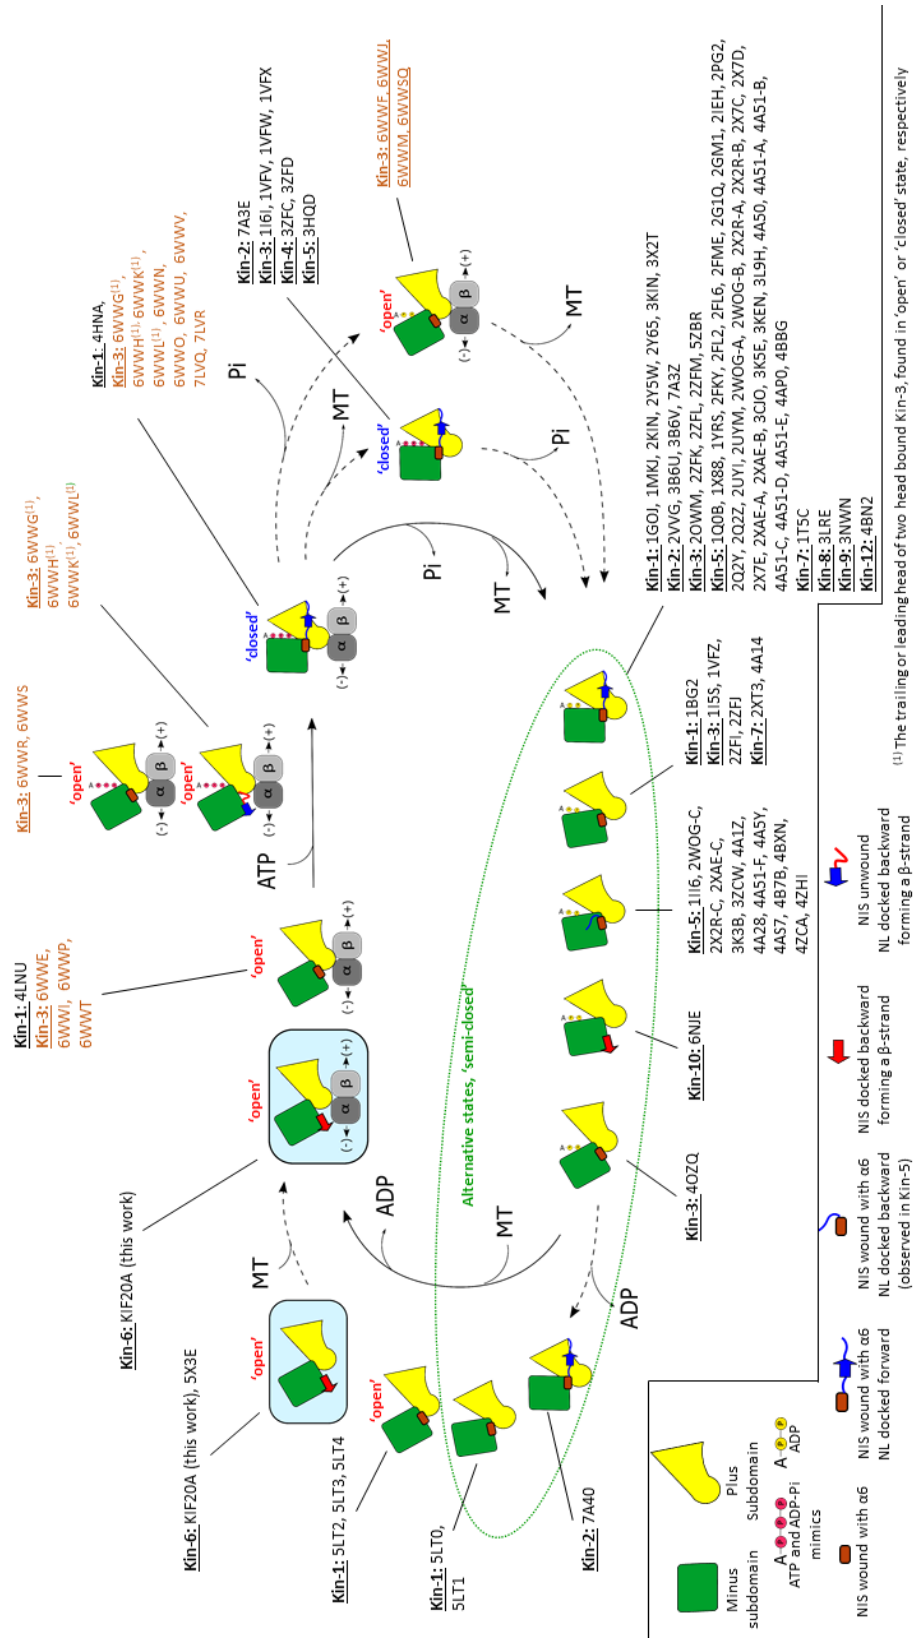 Kin-6: KIF20A (this work), 5X3E
Kin-6: KIF20A (this work)
Kin-1: 4LNU
Kin-3: 6WWE,
6WWI, 6WWP,
6WWT
Kin-3: 6WWR, 6WWS
Kin-3: 6WWG(1),
6WWH(1),
6WWK(1), 6WWL(1)
Kin-1: 4HNA,
Kin-3: 6WWG(1),
6WWH(1), 6WWK(1),
6WWL(1), 6WWN,
6WWO, 6WWU, 6WWV,
7LVQ, 7LVR
Kin-2: 7A3E
Kin-3: 1I6I, 1VFV, 1VFW, 1VFX
Kin-4: 3ZFC, 3ZFD
Kin-5: 3HQD
Kin-3: 6WWF, 6WWJ,
6WWM, 6WWSQ
'open'
MT
'open'
α β
(-) (+)
'open'
α β
(-) (+)
ATP
'open'
A P P P
α β
(-) (+)
'open'
A P P P
α β
(-) (+)
'closed'
A P P P
α β
(-) (+)
Pi
MT
'closed'
A P P P
'open'
A P P
α β
(-) (+)
Pi
MT
Pi
MT
Kin-1: 5LT2, 5LT3, 5LT4
'open'
Kin-1: 5LT0,
5LT1
Kin-2: 7A40
ADP
MT
ADP
Alternative states, 'semi-closed'
A P P
A P P
A P P
A P P
A P P
Kin-3: 4OZQ
Kin-10: 6NJE
Kin-5: 1II6, 2WOG-C,
2X2R-C, 2XAE-C,
3K3B, 3ZCW, 4A1Z,
4A28, 4A51-F, 4A5Y,
4AS7, 4B7B, 4BXN,
4ZCA, 4ZHI
Kin-1: 1BG2
Kin-3: 1I5S, 1VFZ,
2ZFI, 2ZFJ
Kin-7: 2XT3, 4A14
Kin-1: 1GOJ, 1MKJ, 2KIN, 2Y5W, 2Y65, 3KIN, 3X2T
Kin-2: 2VVG, 3B6U, 3B6V, 7A3Z
Kin-3: 2OWM, 2ZFK, 2ZFL, 2ZFM, 5ZBR
Kin-5: 1Q0B, 1X88, 1YRS, 2FKY, 2FL2, 2FL6, 2FME, 2G1Q, 2GM1, 2IEH, 2PG2,
2Q2Y, 2Q2Z, 2UYI, 2UYM, 2WOG-A, 2WOG-B, 2X2R-A, 2X2R-B, 2X7C, 2X7D,
2X7E, 2XAE-A, 2XAE-B, 3CJO, 3K5E, 3KEN, 3L9H, 4A50, 4A51-A, 4A51-B,
4A51-C, 4A51-D, 4A51-E, 4AP0, 4BBG
Kin-7: 1T5C
Kin-8: 3LRE
Kin-9: 3NWN
Kin-12: 4BN2
Minus
subdomain
Plus
Subdomain
A P P P
ATP and ADP-Pi
mimics
A P P
ADP
NIS wound with α6
NIS wound with α6
NL docked forward
NIS wound with α6
NL docked backward
(observed in Kin-5)
NIS docked backward
forming a β-strand
NIS unwound
NL docked backward
forming a β-strand
(1) The trailing or leading head of two head bound Kin-3, found in 'open' or 'closed' state, respectively